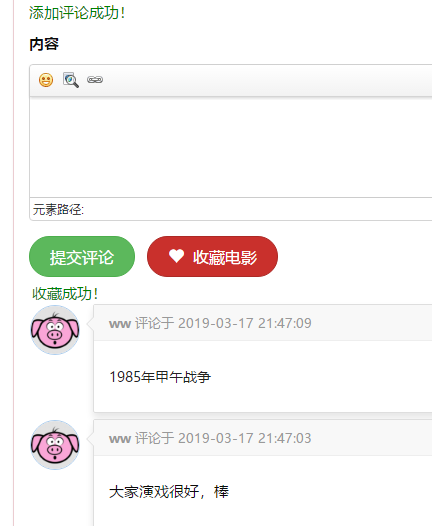 添加评论成功！
内容
元素路径:
提交评论
收藏电影
收藏成功！
ww 评论于 2019-03-17 21:47:09
1985年甲午战争
ww 评论于 2019-03-17 21:47:03
大家演戏很好，棒